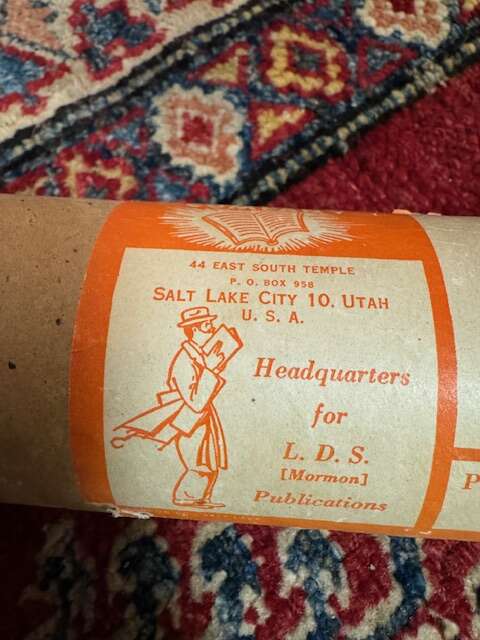 44 EAST SOUTH TEMPLE
P. O. BOX 958
SALT LAKE CITY 10, UTAH
U. S. A.
Headquarters
for
L. D. S.
[Mormon]
Publications
P